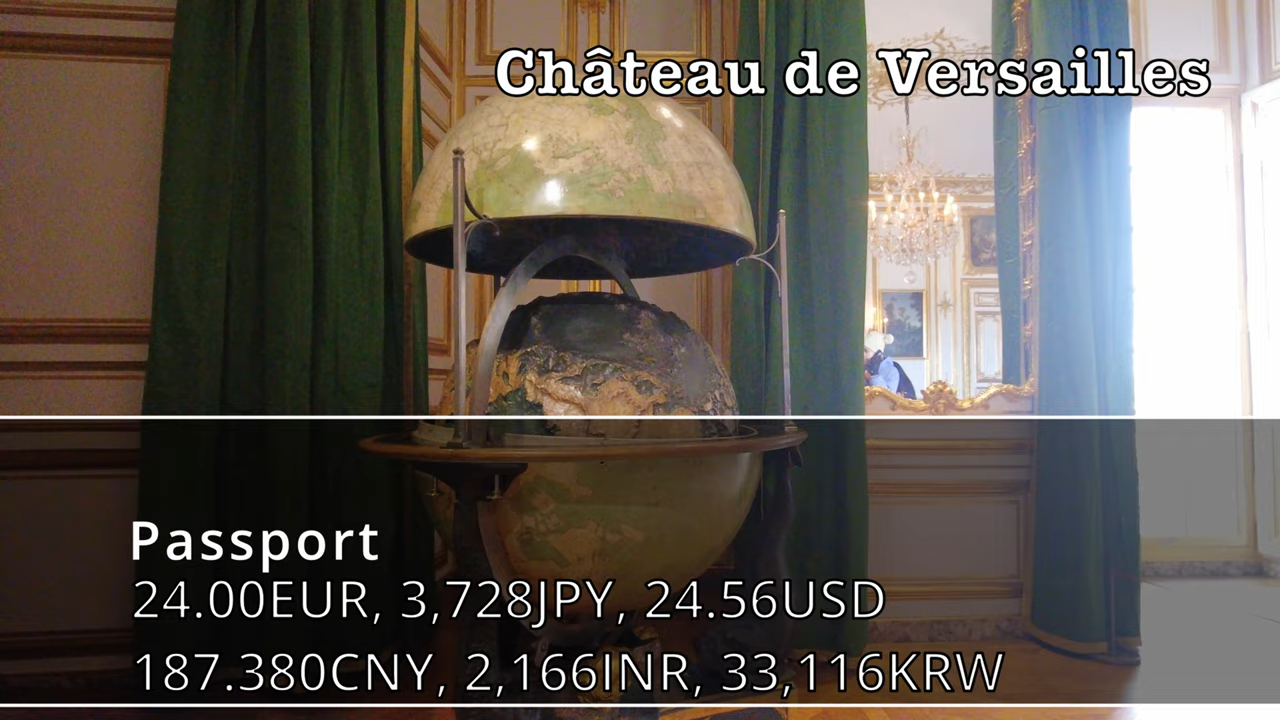 Château de Versailles
Passport
24.00EUR, 3,728JPY, 24.56USD
187.380CNY, 2,166INR, 33,116KRW